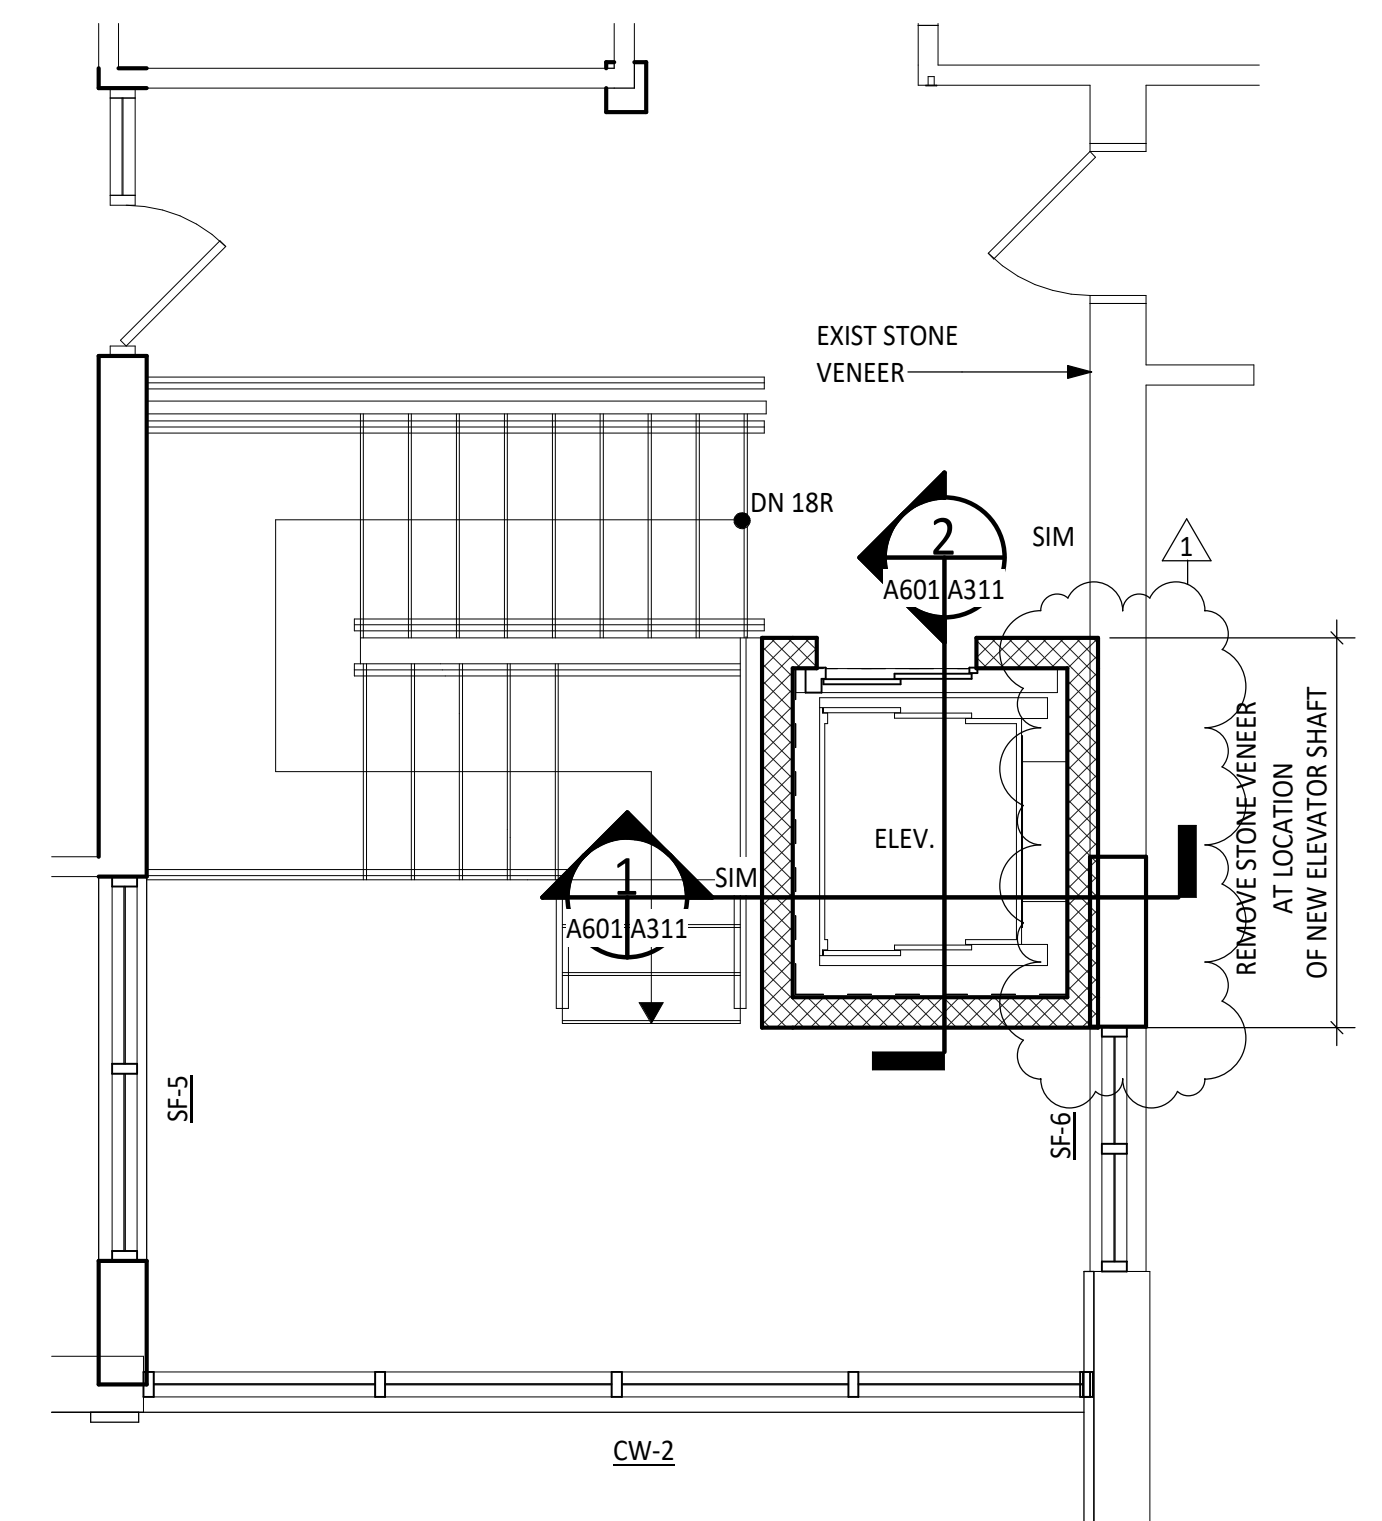 EXIST STONE
VENEER
DN 18R
2
SIM
A601 A311
1
REMOVE STONE VENEER
AT LOCATION
OF NEW ELEVATOR SHAFT
ELEV.
1
SIM
A601 A311
SF-5
SF-6
CW-2